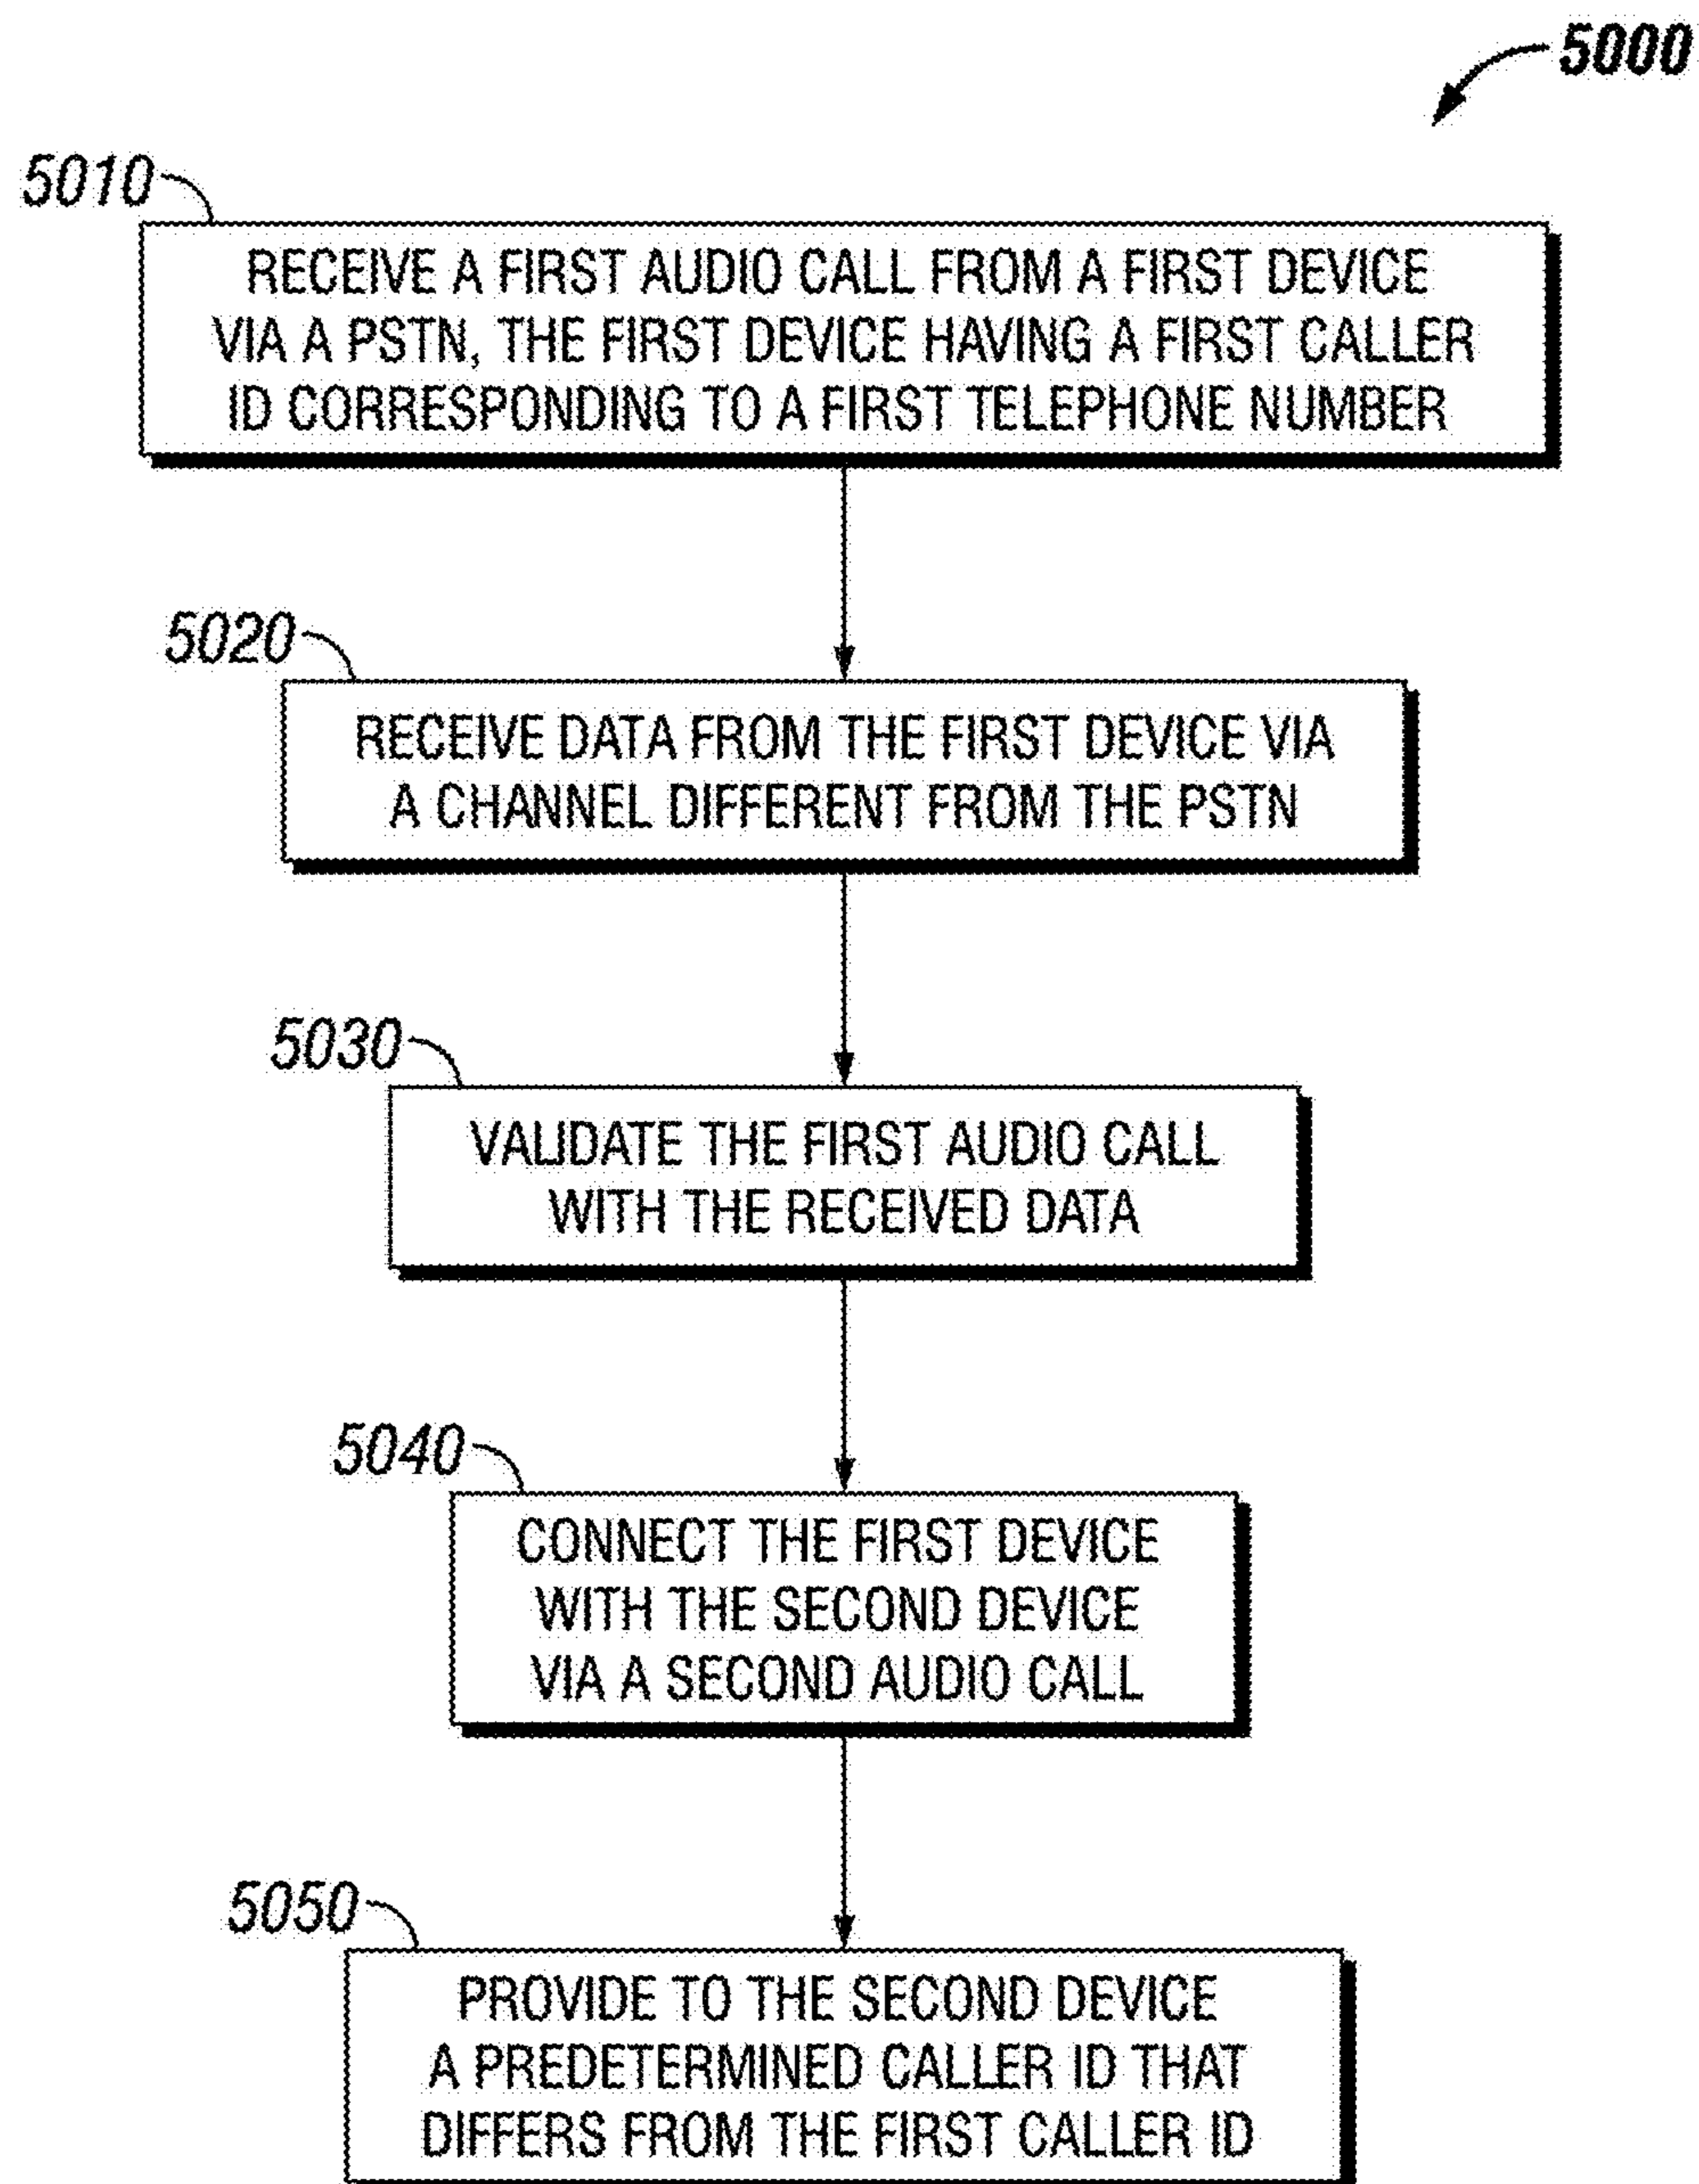 5000
5010
RECEIVE A FIRST AUDIO CALL FROM A FIRST DEVICE
VIA A PSTN, THE FIRST DEVICE HAVING A FIRST CALLER
ID CORRESPONDING TO A FIRST TELEPHONE NUMBER
5020
RECEIVE DATA FROM THE FIRST DEVICE VIA
A CHANNEL DIFFERENT FROM THE PSTN
5030
VALIDATE THE FIRST AUDIO CALL
WITH THE RECEIVED DATA
5040
CONNECT THE FIRST DEVICE
WITH THE SECOND DEVICE
VIA A SECOND AUDIO CALL
5050
PROVIDE TO THE SECOND DEVICE
A PREDETERMINED CALLER ID THAT
DIFFERS FROM THE FIRST CALLER ID